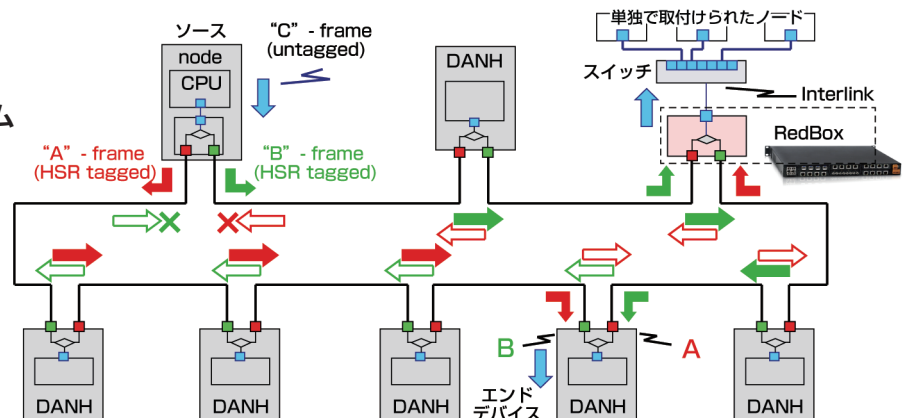 単独で取付けられたノード
ソース
“C” - frame
(untagged)
node
CPU
DANH
スイッチ
Interlink
RedBox
ム
“A” - frame
(HSR tagged)
“B” - frame
(HSR tagged)
B
A
エンド
デバイス
DANH
DANH
DANH
DANH
DANH